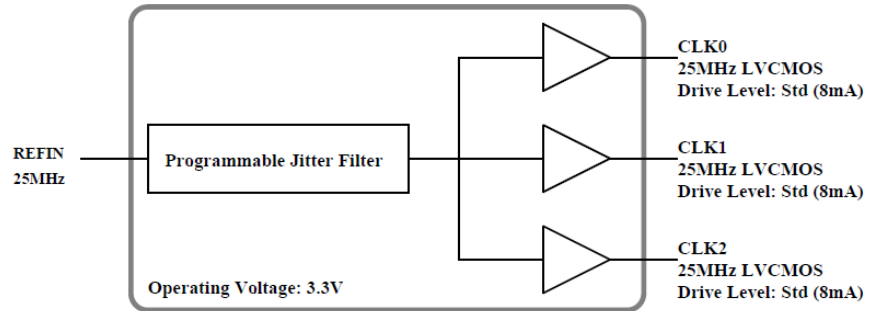 CLK0
25MHz LVCMOS
Drive Level: Std (8mA)
REFIN
25MHz
Programmable Jitter Filter
CLK1
25MHz LVCMOS
Drive Level: Std (8mA)
CLK2
25MHz LVCMOS
Drive Level: Std (8mA)
Operating Voltage: 3.3V